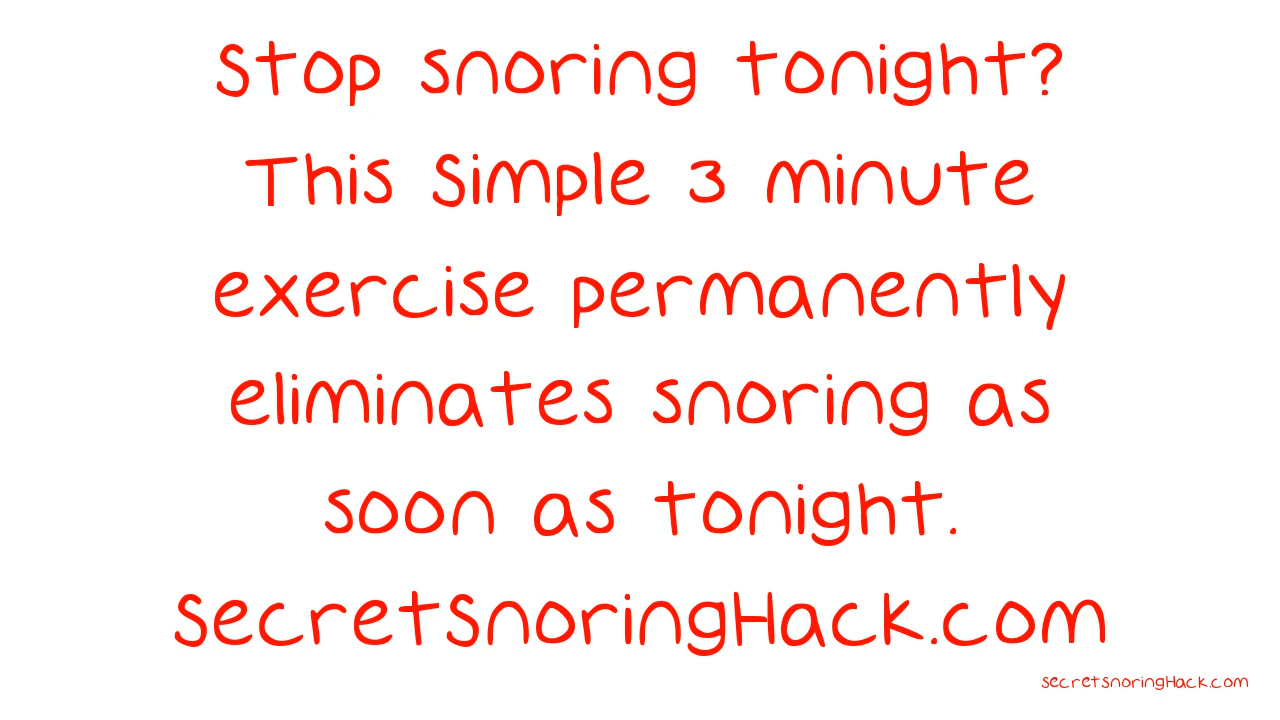 Stop snoring tonight?
This Simple 3 minute
exercise permanently
eliminates snoring as
soon as tonight.
SecretSnoringHack.com
secretsnoringHack.com